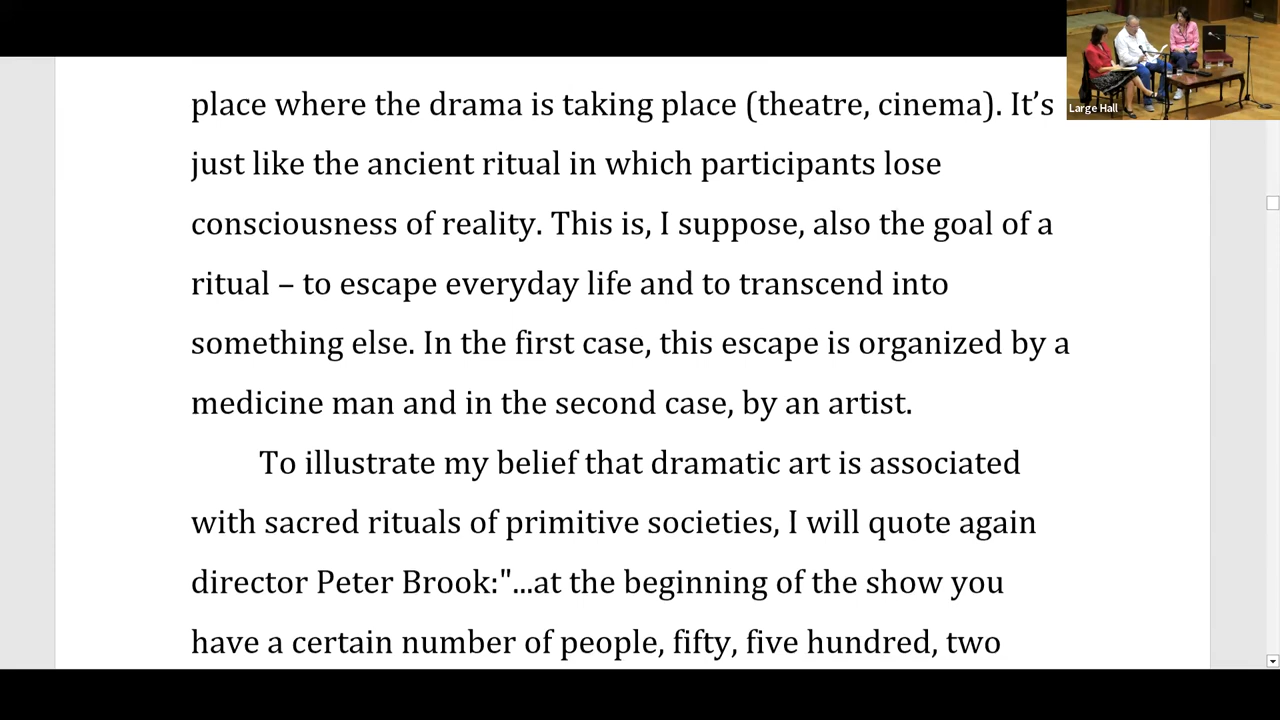 place where the drama is taking place (theatre, cinema). It’s
just like the ancient ritual in which participants lose
consciousness of reality. This is, I suppose, also the goal of a
ritual – to escape everyday life and to transcend into
something else. In the first case, this escape is organized by a
medicine man and in the second case, by an artist.
To illustrate my belief that dramatic art is associated
with sacred rituals of primitive societies, I will quote again
director Peter Brook:"...at the beginning of the show you
have a certain number of people, fifty, five hundred, two
Large Hall